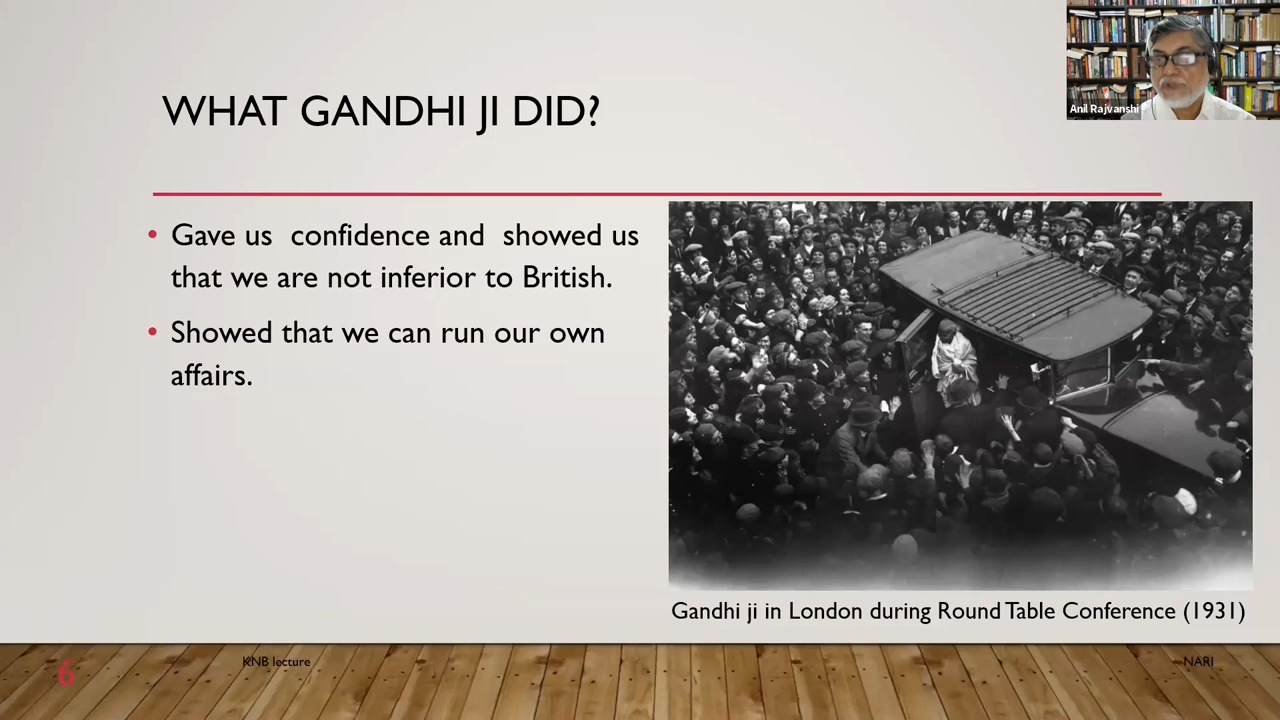 Anil Rajvanshi
WHAT GANDHI JI DID?
• Gave us confidence and showed us
that we are not inferior to British.
• Showed that we can run our own
affairs.
Gandhi ji in London during Round Table Conference (1931)
6
KNB lecture
NARI